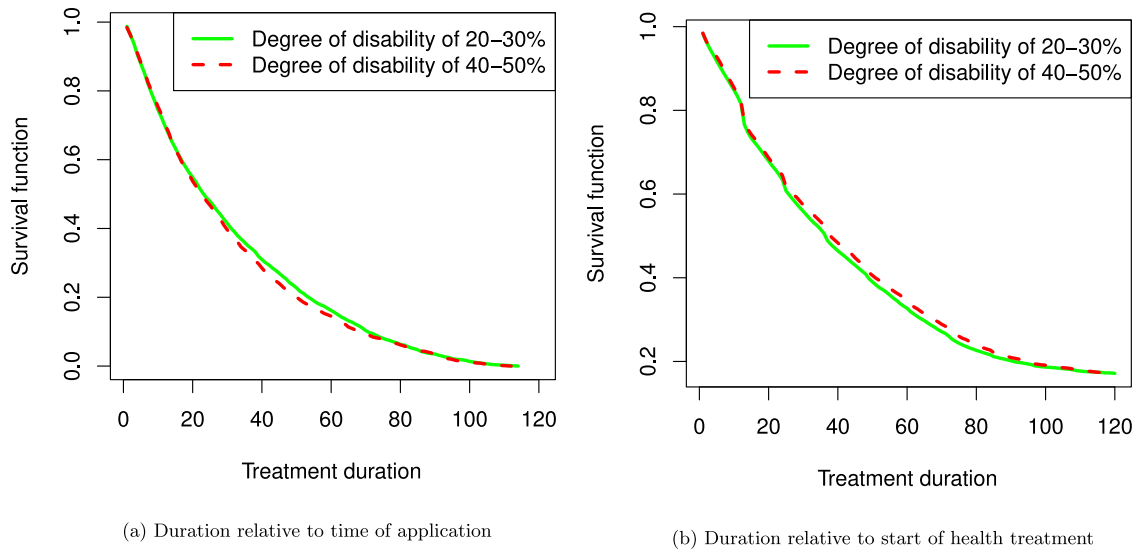 Degree of disability of 20−30%
Degree of disability of 40−50%
Survival function
0.0 0.2 0.4 0.6 0.8 1.0
0 20 40 60 80 100 120
Treatment duration
(a) Duration relative to time of application
Degree of disability of 20−30%
Degree of disability of 40−50%
Survival function
0.2 0.4 0.6 0.8 1.0
0 20 40 60 80 100 120
Treatment duration
(b) Duration relative to start of health treatment